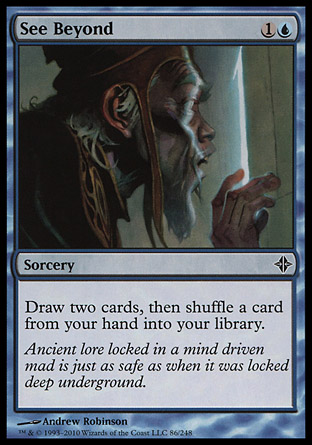 See Beyond 1
Sorcery
Draw two cards, then shuffle a card
from your hand into your library.
Ancient lore locked in a mind driven
mad is just as safe as when it was locked
deep underground.
Andrew Robinson
™ & © 1993-2010 Wizards of the Coast LLC 86/248